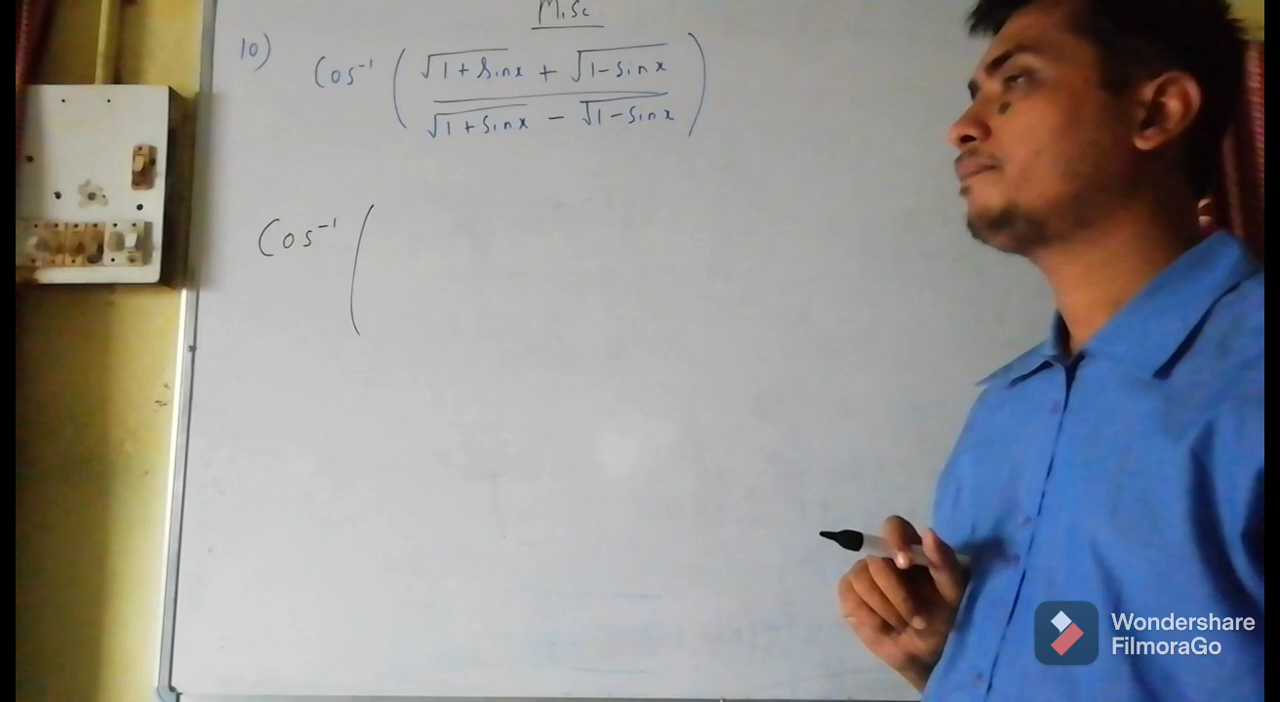 Misc
10) Cos⁻¹ ( √1+Sinx + √1-Sinx
√1+Sinx - √1-Sinx )
Cos⁻¹ (
Wondershare
FilmoraGo